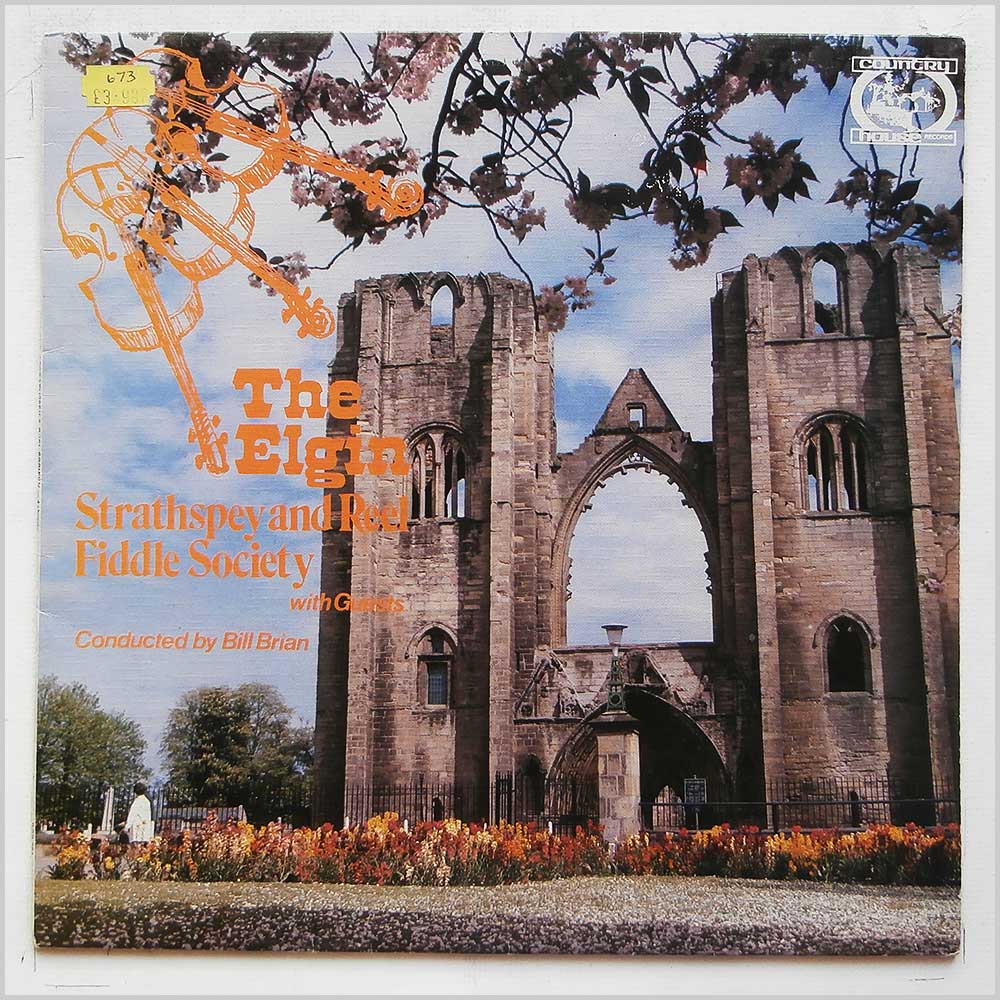 673
£3-99
country
house RECORDS
The
Elgin
Strathspey and Reel
Fiddle Society
with Guests
Conducted by Bill Brian